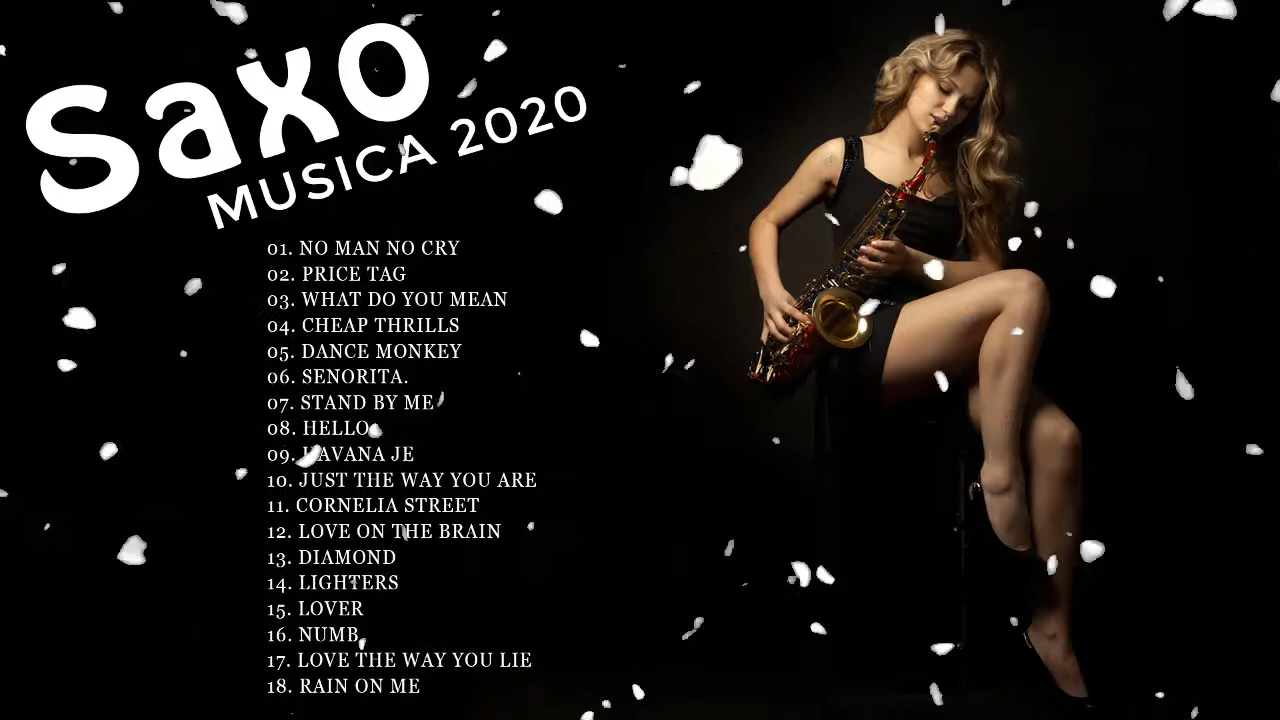 Saxo
MUSICA 2020
01. NO MAN NO CRY
02. PRICE TAG
03. WHAT DO YOU MEAN
04. CHEAP THRILLS
05. DANCE MONKEY
06. SENORITA.
07. STAND BY ME
08. HELLO
09. HAVANA JE
10. JUST THE WAY YOU ARE
11. CORNELIA STREET
12. LOVE ON THE BRAIN
13. DIAMOND
14. LIGHTERS
15. LOVER
16. NUMB
17. LOVE THE WAY YOU LIE
18. RAIN ON ME